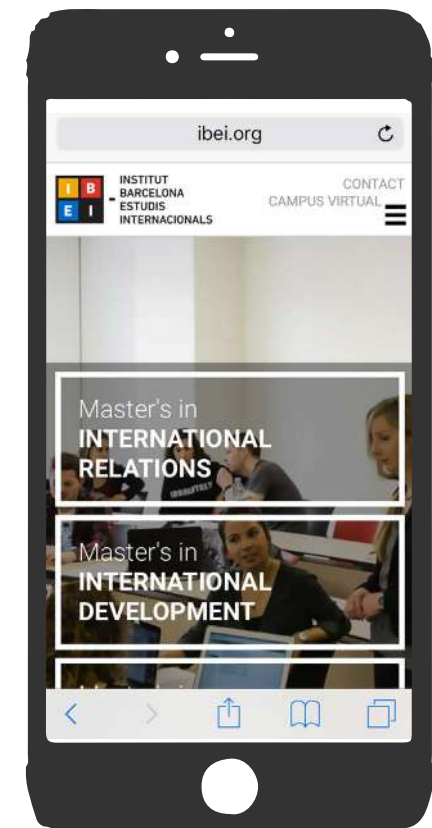 ibei.org
I B
E I
INSTITUT
BARCELONA
ESTUDIS
INTERNACIONALS
CONTACT
CAMPUS VIRTUAL
Master's in
INTERNATIONAL
RELATIONS
Master's in
INTERNATIONAL
DEVELOPMENT